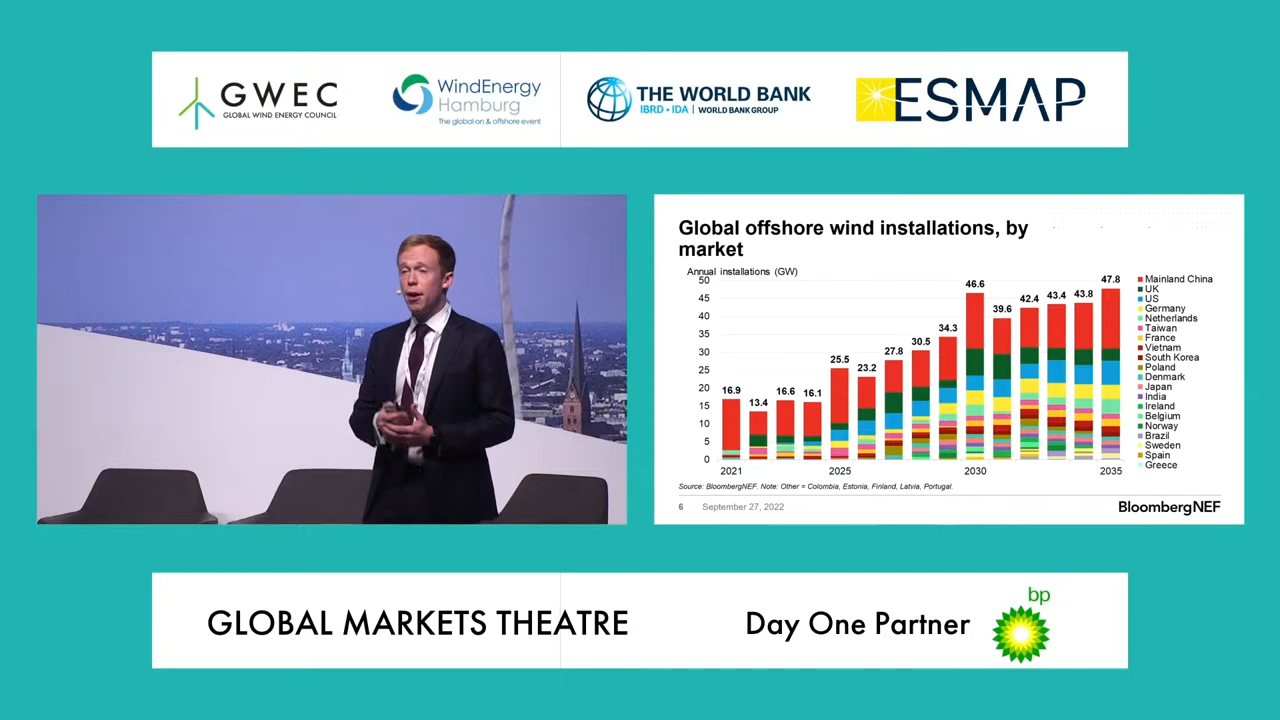 GWEC
GLOBAL WIND ENERGY COUNCIL
WindEnergy
Hamburg
The global on & offshore event
THE WORLD BANK
IBRD • IDA | WORLD BANK GROUP
ESMAP
Global offshore wind installations, by
market
Annual installations (GW)
50
45
40
35
30
25
20
15
10
5
0
16.9
13.4
16.6
16.1
25.5
23.2
27.8
30.5
34.3
46.6
39.6
42.4
43.4
43.8
47.8
2021
2025
2030
2035
Mainland China
UK
US
Germany
Netherlands
Taiwan
France
Vietnam
South Korea
Poland
Denmark
Japan
India
Ireland
Belgium
Norway
Brazil
Sweden
Spain
Greece
Source: BloombergNEF. Note: Other = Colombia, Estonia, Finland, Latvia, Portugal.
6 September 27, 2022
BloombergNEF
GLOBAL MARKETS THEATRE
Day One Partner
bp